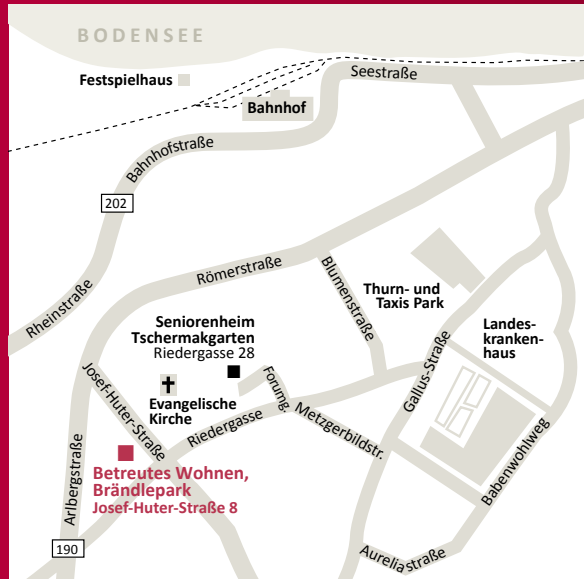 BODENSEE
Festspielhaus
Seestraße
Bahnhof
Bahnhofstraße
202
Römerstraße
Blumenstraße
Thurn- und
Taxis Park
Rheinstraße
Seniorenheim
Tschermakgarten
Riedergasse 28
Landes-
kranken-
haus
Gallus-Straße
Josef-Huter-Straße
Evangelische
Kirche
Forumg.
Riedergasse
Metzgerbildstr.
Arlbergstraße
Babenwohlweg
Betreutes Wohnen,
Brändlepark
Josef-Huter-Straße 8
190
Aureliastraße